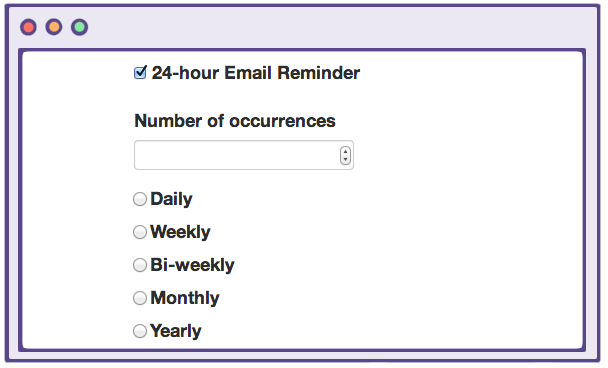 24-hour Email Reminder
Number of occurrences
Daily
Weekly
Bi-weekly
Monthly
Yearly